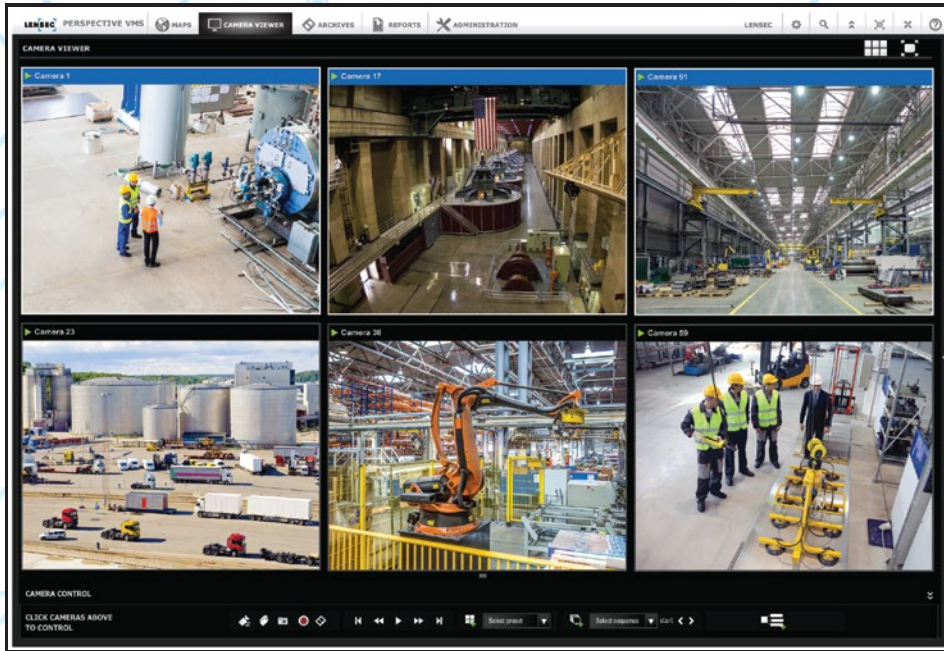 LENSEC PERSPECTIVE VMS MAPS CAMERA VIEWER ARCHIVES REPORTS ADMINISTRATION LENSEC
CAMERA VIEWER
Camera 1 Camera 17 Camera 91
Camera 23 Camera 38 Camera 59
CAMERA CONTROL
CLICK CAMERAS ABOVE
TO CONTROL
Select preset Select sequence start